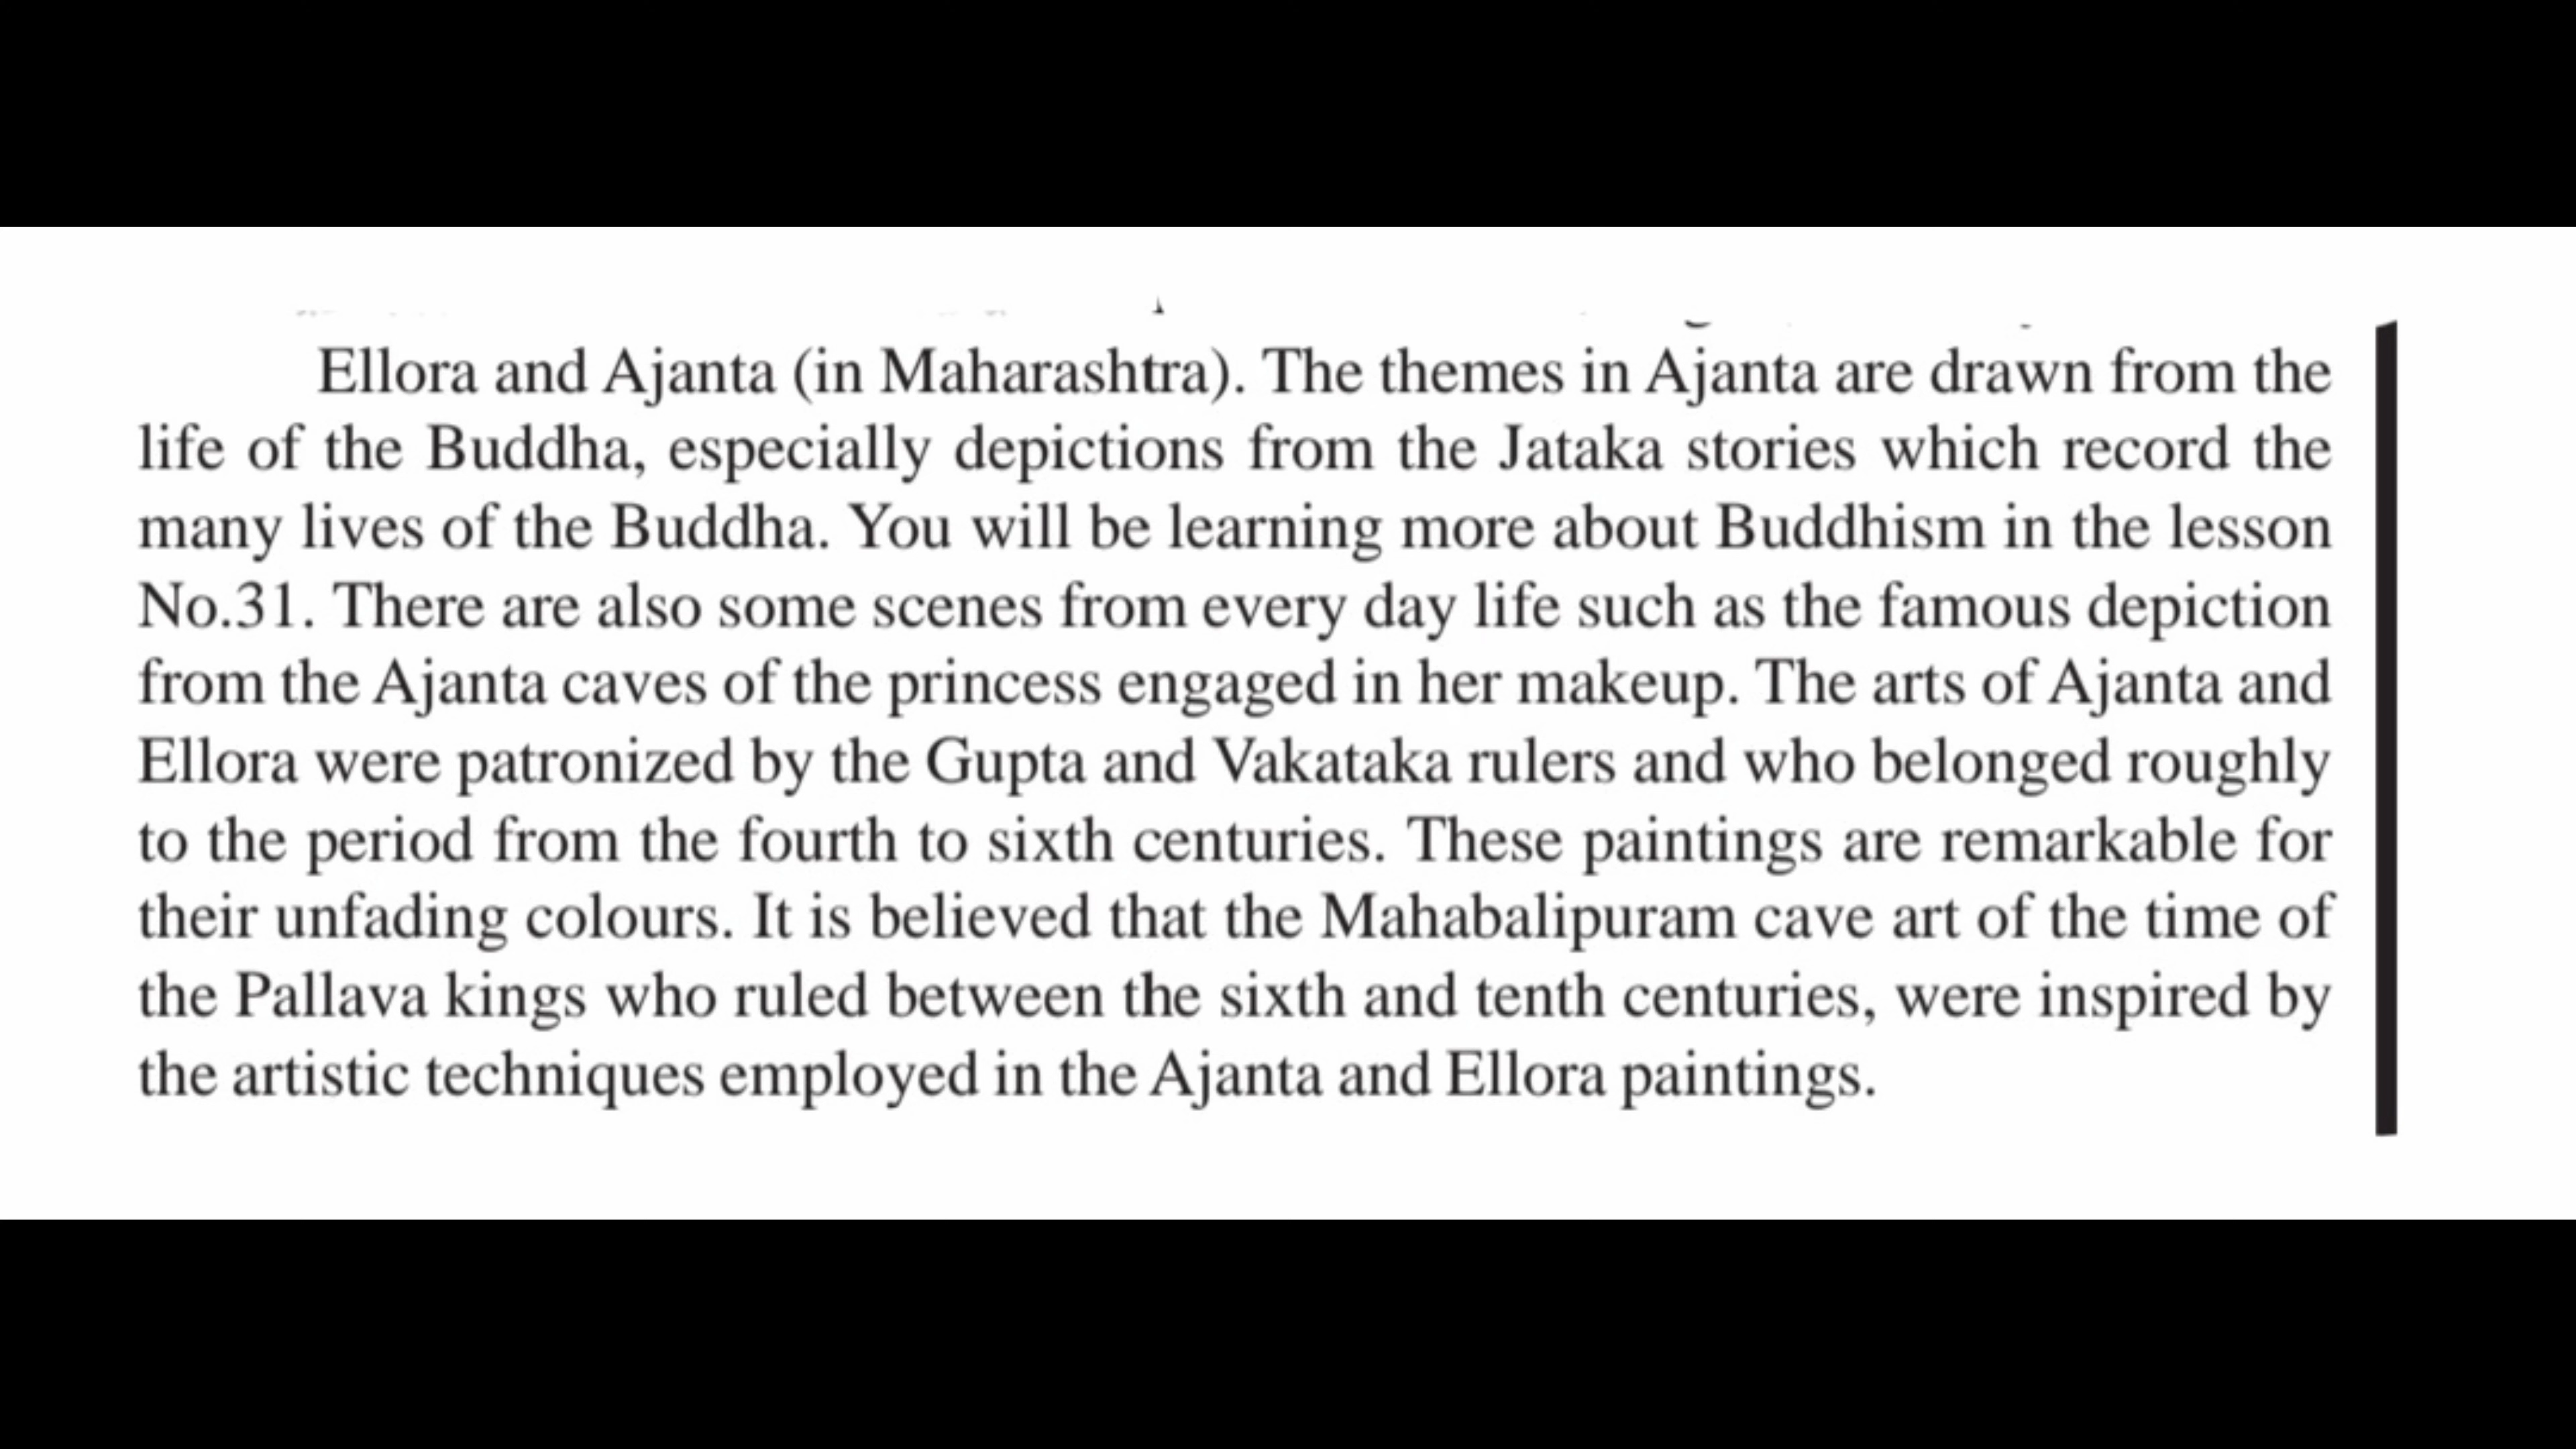 Ellora and Ajanta (in Maharashtra). The themes in Ajanta are drawn from the
life of the Buddha, especially depictions from the Jataka stories which record the
many lives of the Buddha. You will be learning more about Buddhism in the lesson
No.31. There are also some scenes from every day life such as the famous depiction
from the Ajanta caves of the princess engaged in her makeup. The arts of Ajanta and
Ellora were patronized by the Gupta and Vakataka rulers and who belonged roughly
to the period from the fourth to sixth centuries. These paintings are remarkable for
their unfading colours. It is believed that the Mahabalipuram cave art of the time of
the Pallava kings who ruled between the sixth and tenth centuries, were inspired by
the artistic techniques employed in the Ajanta and Ellora paintings.